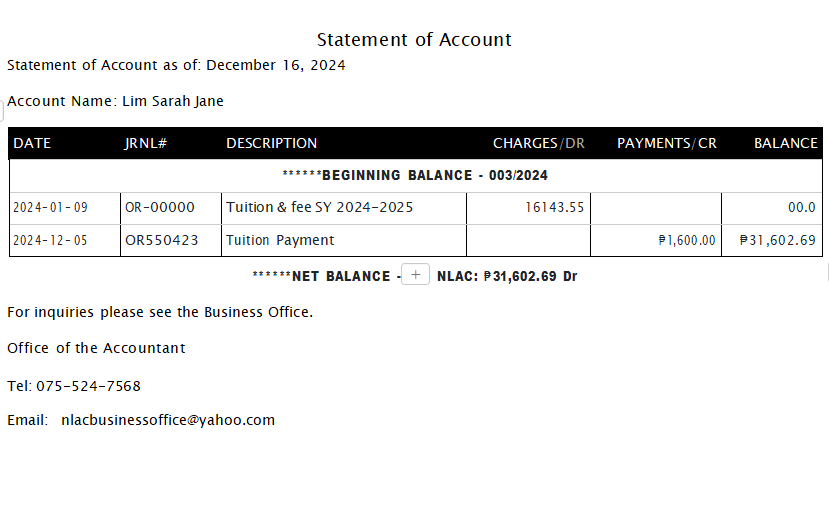 Statement of Account
Statement of Account as of: December 16, 2024
Account Name: Lim Sarah Jane
DATE JRNL# DESCRIPTION CHARGES/DR PAYMENTS/CR BALANCE
******BEGINNING BALANCE - 003/2024
2024-01-09 OR-00000 Tuition & fee SY 2024-2025 16143.55 00.0
2024-12-05 OR550423 Tuition Payment ₱1,600.00 ₱31,602.69
******NET BALANCE - + NLAC: ₱31,602.69 Dr
For inquiries please see the Business Office.
Office of the Accountant
Tel: 075-524-7568
Email: nlacbusinessoffice@yahoo.com